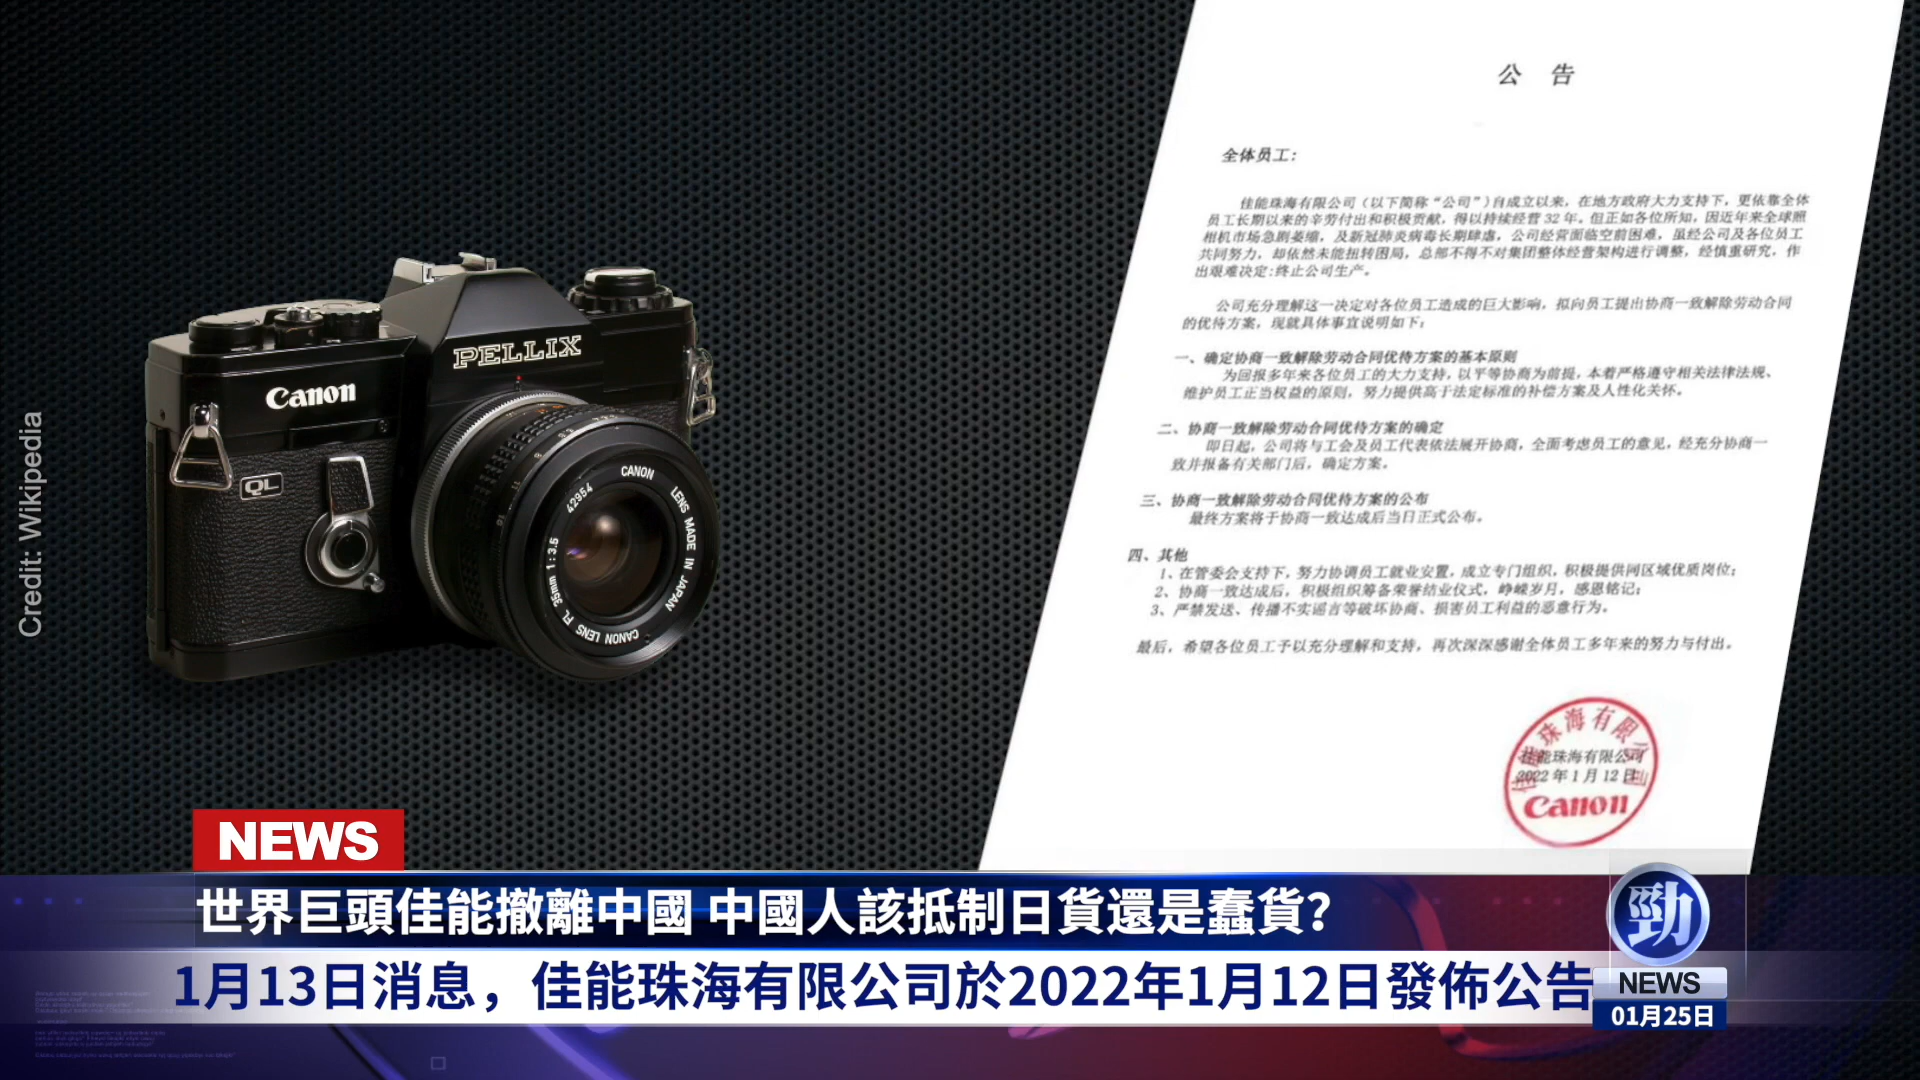 公 告
全体员工：
佳能珠海有限公司（以下简称“公司”）自成立以来，在地方政府大力支持下，更依靠全体
员工长期以来的辛劳付出和积极贡献，得以持续经营 32 年。但正如各位所知，因近年来全球照
相机市场急剧萎缩，及新冠肺炎病毒长期肆虐，公司经营面临空前困难，虽经公司及各位员工
共同努力，却依然未能扭转困局，总部不得不对集团整体经营架构进行调整，经慎重研究，作
出艰难决定：终止公司生产。
公司充分理解这一决定对各位员工造成的巨大影响，拟向员工提出协商一致解除劳动合同
的优待方案，现就具体事宜说明如下：
一、确定协商一致解除劳动合同优待方案的基本原则
为回报多年来各位员工的大力支持，以平等协商为前提，本着严格遵守相关法律法规、
维护员工正当权益的原则，努力提供高于法定标准的补偿方案及人性化关怀。
二、协商一致解除劳动合同优待方案的确定
即日起，公司将与工会及员工代表依法展开协商，全面考虑员工的意见，经充分协商一
致并报备有关部门后，确定方案。
三、协商一致解除劳动合同优待方案的公布
最终方案将于协商一致达成后当日正式公布。
四、其他
1、在管委会支持下，努力协调员工就业安置，成立专门组织，积极提供同区域优质岗位；
2、协商一致达成后，积极组织筹备荣誉结业仪式，峥嵘岁月，感恩铭记；
3、严禁发送、传播不实谣言等破坏协商、损害员工利益的恶意行为。
最后，希望各位员工予以充分理解和支持，再次深深感谢全体员工多年来的努力与付出。
佳能珠海有限公司
佳能珠海有限公司
2022 年 1 月 12 日
Canon
PELLIX
Canon
QL
CANON
42954
LENS MADE IN JAPAN
CANON LENS FL 35mm 1:3.5
Credit: Wikipedia
NEWS
世界巨頭佳能撤離中國 中國人該抵制日貨還是蠢貨？
1月13日消息，佳能珠海有限公司於2022年1月12日發佈公告
勁
NEWS
01月25日